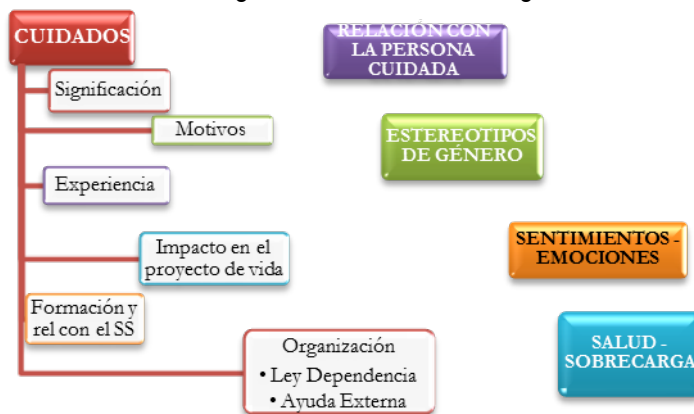 CUIDADOS
Significación
Motivos
Experiencia
Impacto en el
proyecto de vida
Formación y
rel con el SS
Organización
• Ley Dependencia
• Ayuda Externa
RELACIÓN CON
LA PERSONA
CUIDADA
ESTEREOTIPOS
DE GÉNERO
SENTIMIENTOS -
EMOCIONES
SALUD -
SOBRECARGA